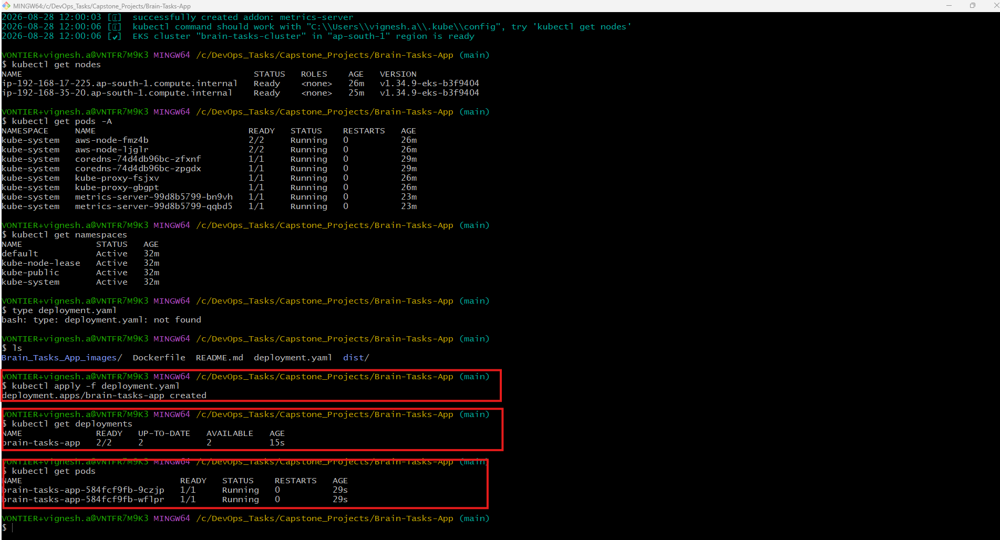 MINGW64:/c/DevOps_Tasks/Capstone_Projects/Brain-Tasks-App
2026-08-28 12:00:03 [ℹ]  successfully created addon: metrics-server
2026-08-28 12:00:06 [ℹ]  kubectl command should work with "C:\\Users\\vignesh.a\\.kube\\config", try 'kubectl get nodes'
2026-08-28 12:00:06 [✔]  EKS cluster "brain-tasks-cluster" in "ap-south-1" region is ready
VONTIER+vignesh.a@VNTFR7M9K3 MINGW64 /c/DevOps_Tasks/Capstone_Projects/Brain-Tasks-App (main)
$ kubectl get nodes
NAME STATUS ROLES AGE VERSION
ip-192-168-17-225.ap-south-1.compute.internal Ready <none> 26m v1.34.9-eks-b3f9404
ip-192-168-35-20.ap-south-1.compute.internal Ready <none> 25m v1.34.9-eks-b3f9404
VONTIER+vignesh.a@VNTFR7M9K3 MINGW64 /c/DevOps_Tasks/Capstone_Projects/Brain-Tasks-App (main)
$ kubectl get pods -A
NAMESPACE NAME READY STATUS RESTARTS AGE
kube-system aws-node-fmz4b 2/2 Running 0 26m
kube-system aws-node-ljglr 2/2 Running 0 26m
kube-system coredns-74d4db96bc-zfxnf 1/1 Running 0 29m
kube-system coredns-74d4db96bc-zpgdx 1/1 Running 0 29m
kube-system kube-proxy-fsjxv 1/1 Running 0 26m
kube-system kube-proxy-gbgpt 1/1 Running 0 26m
kube-system metrics-server-99d8b5799-bn9vh 1/1 Running 0 23m
kube-system metrics-server-99d8b5799-qqbd5 1/1 Running 0 23m
VONTIER+vignesh.a@VNTFR7M9K3 MINGW64 /c/DevOps_Tasks/Capstone_Projects/Brain-Tasks-App (main)
$ kubectl get namespaces
NAME STATUS AGE
default Active 32m
kube-node-lease Active 32m
kube-public Active 32m
kube-system Active 32m
VONTIER+vignesh.a@VNTFR7M9K3 MINGW64 /c/DevOps_Tasks/Capstone_Projects/Brain-Tasks-App (main)
$ type deployment.yaml
bash: type: deployment.yaml: not found
VONTIER+vignesh.a@VNTFR7M9K3 MINGW64 /c/DevOps_Tasks/Capstone_Projects/Brain-Tasks-App (main)
$ ls
Brain_Tasks_App_images/ Dockerfile README.md deployment.yaml dist/
VONTIER+vignesh.a@VNTFR7M9K3 MINGW64 /c/DevOps_Tasks/Capstone_Projects/Brain-Tasks-App (main)
$ kubectl apply -f deployment.yaml
deployment.apps/brain-tasks-app created
VONTIER+vignesh.a@VNTFR7M9K3 MINGW64 /c/DevOps_Tasks/Capstone_Projects/Brain-Tasks-App (main)
$ kubectl get deployments
NAME READY UP-TO-DATE AVAILABLE AGE
brain-tasks-app 2/2 2 2 15s
VONTIER+vignesh.a@VNTFR7M9K3 MINGW64 /c/DevOps_Tasks/Capstone_Projects/Brain-Tasks-App (main)
$ kubectl get pods
NAME READY STATUS RESTARTS AGE
brain-tasks-app-584fcf9fb-9czjp 1/1 Running 0 29s
brain-tasks-app-584fcf9fb-wflpr 1/1 Running 0 29s
VONTIER+vignesh.a@VNTFR7M9K3 MINGW64 /c/DevOps_Tasks/Capstone_Projects/Brain-Tasks-App (main)
$